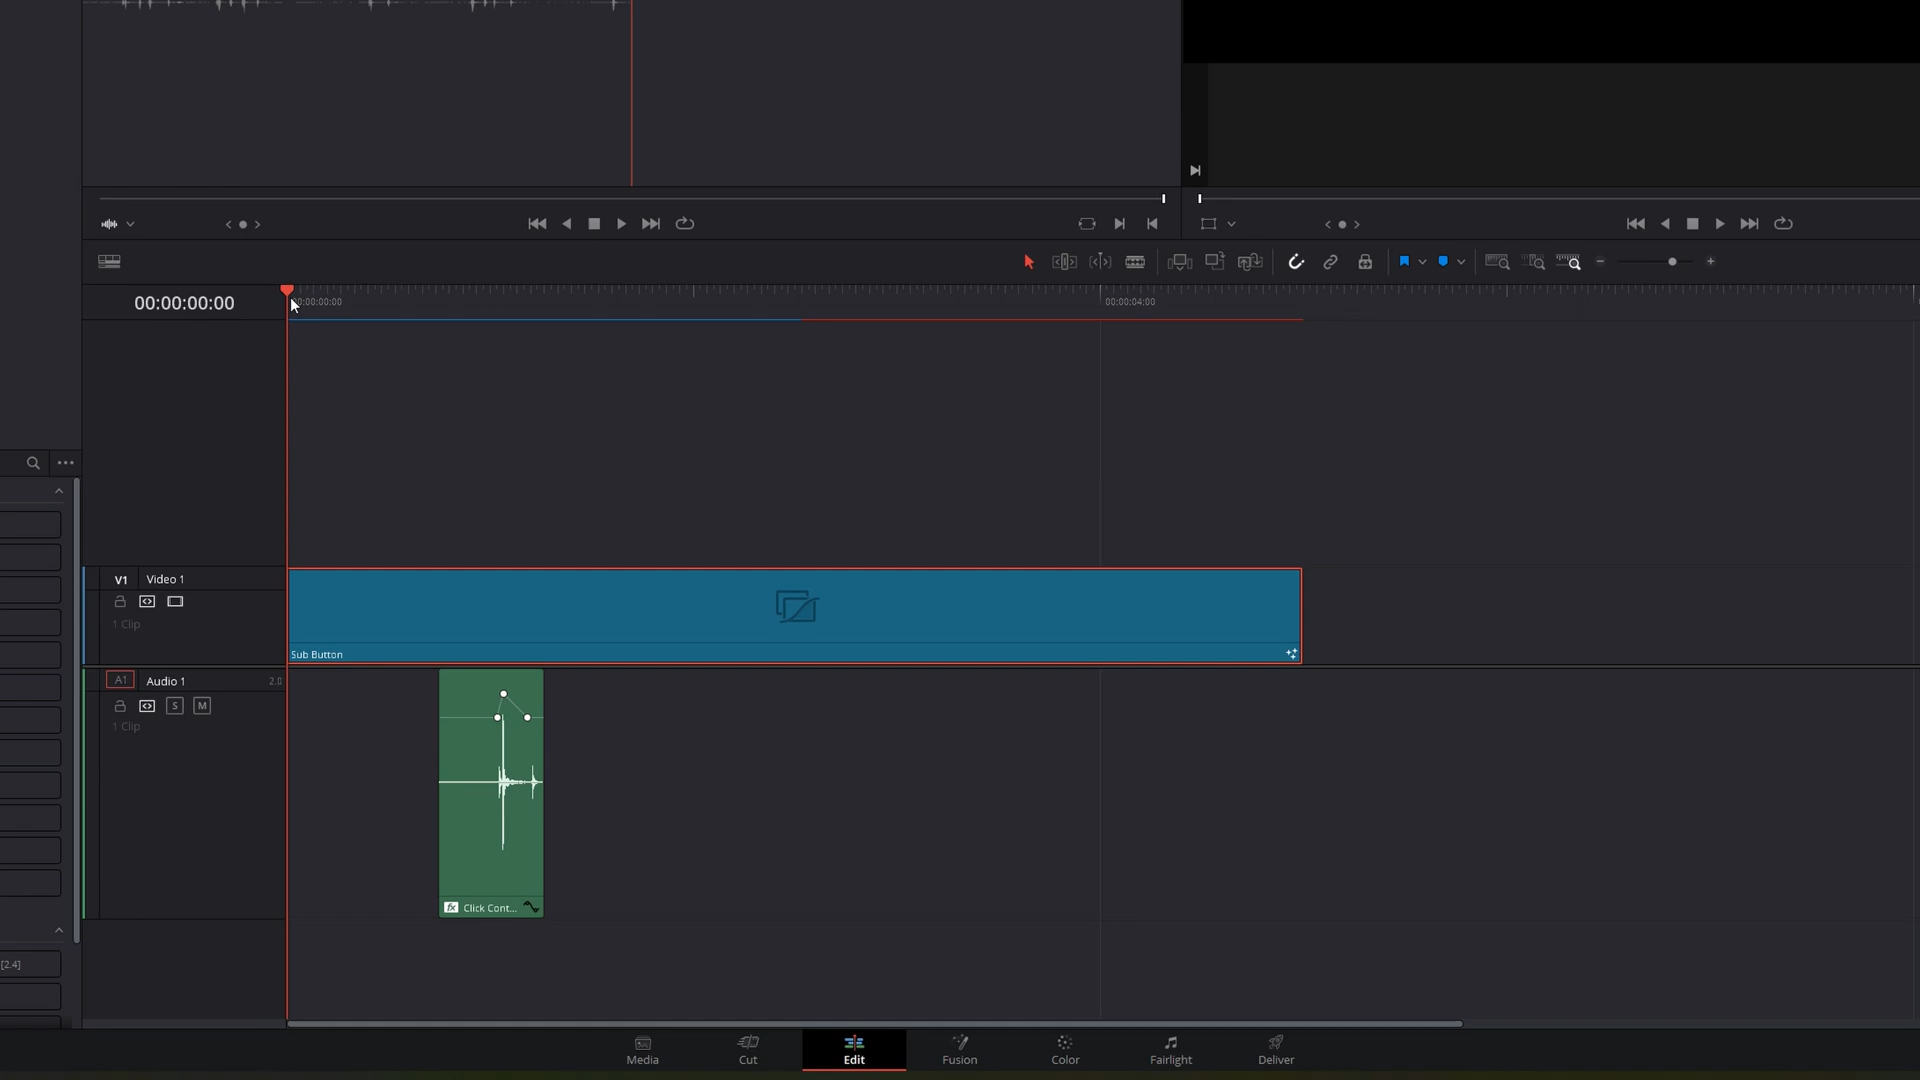 00:00:00:00
00:00:00:00
00:00:04:00
V1 Video 1
1 Clip
Sub Button
A1 Audio 1 2.0
S M
1 Clip
fx Click Cont...
[2.4]
Media Cut Edit Fusion Color Fairlight Deliver